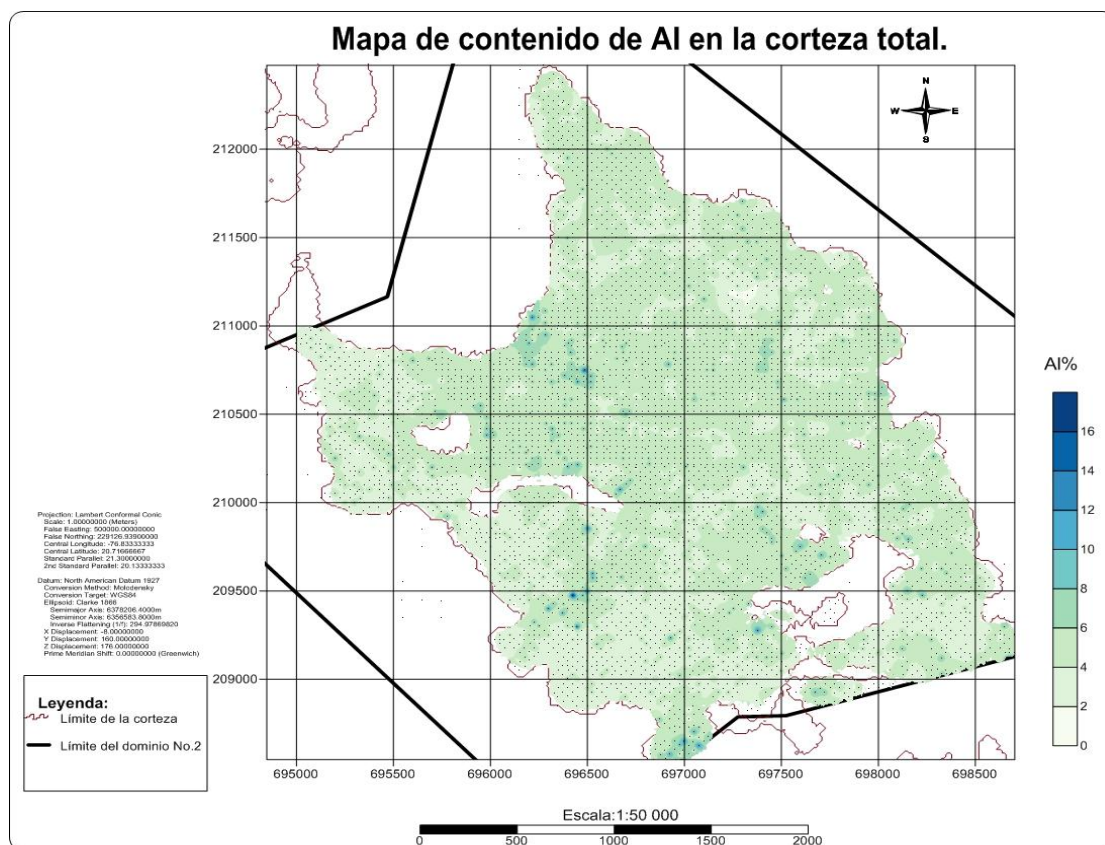 Mapa de contenido de Al en la corteza total.
N
W E
S
212000
211500
211000
210500
210000
209500
209000
695000 695500 696000 696500 697000 697500 698000 698500
Al%
16
14
12
10
8
6
4
2
0
Projection: Lambert Conformal Conic
Scale: 1.00000000 (Meters)
False Easting: 500000.00000000
False Northing: 229126.93900000
Central Longitude: -76.83333333
Central Latitude: 20.71666667
Standard Parallel: 21.30000000
2nd Standard Parallel: 20.13333333
Datum: North American Datum 1927
Conversion Method: Molodensky
Conversion Target: WGS84
Ellipsoid: Clarke 1866
Semimajor Axis: 6378206.4000m
Semiminor Axis: 6356583.8000m
Inverse Flattening (1/f): 294.97869820
X Displacement: -8.00000000
Y Displacement: 160.00000000
Z Displacement: 176.00000000
Prime Meridian Shift: 0.00000000 (Greenwich)
Leyenda:
Límite de la corteza
Límite del dominio No.2
Escala:1:50 000
0 500 1000 1500 2000